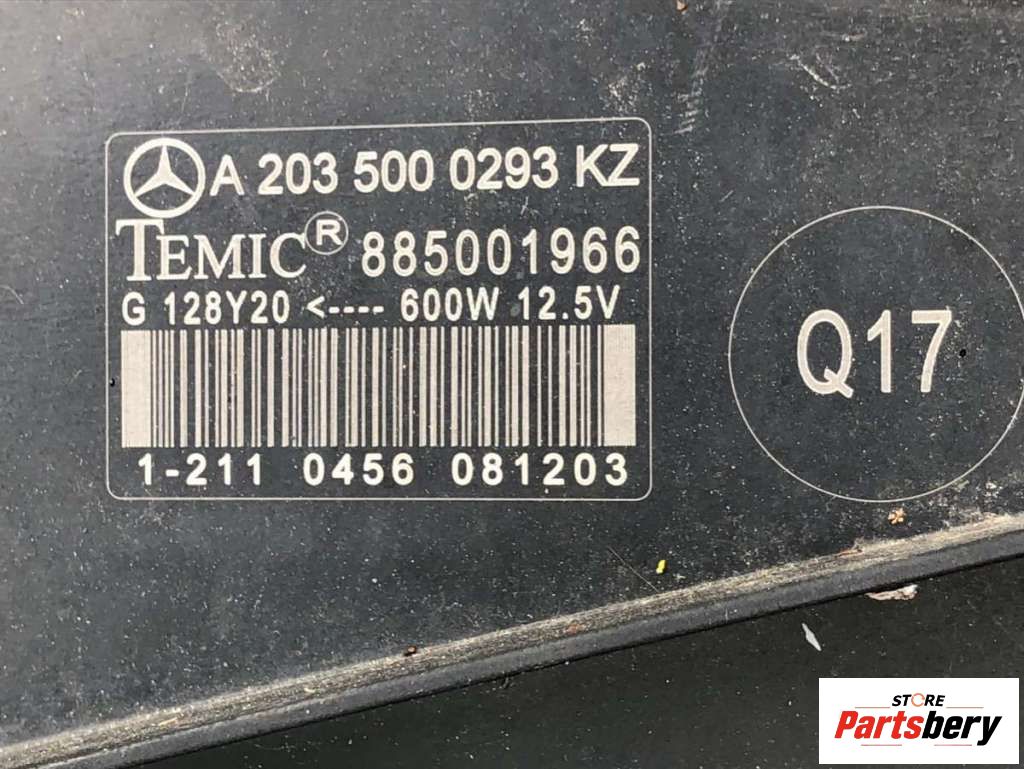 A 203 500 0293 KZ
TEMIC® 885001966
G 128Y20 <---- 600W 12.5V
1-211 0456 081203
Q17
STORE
Partsbery